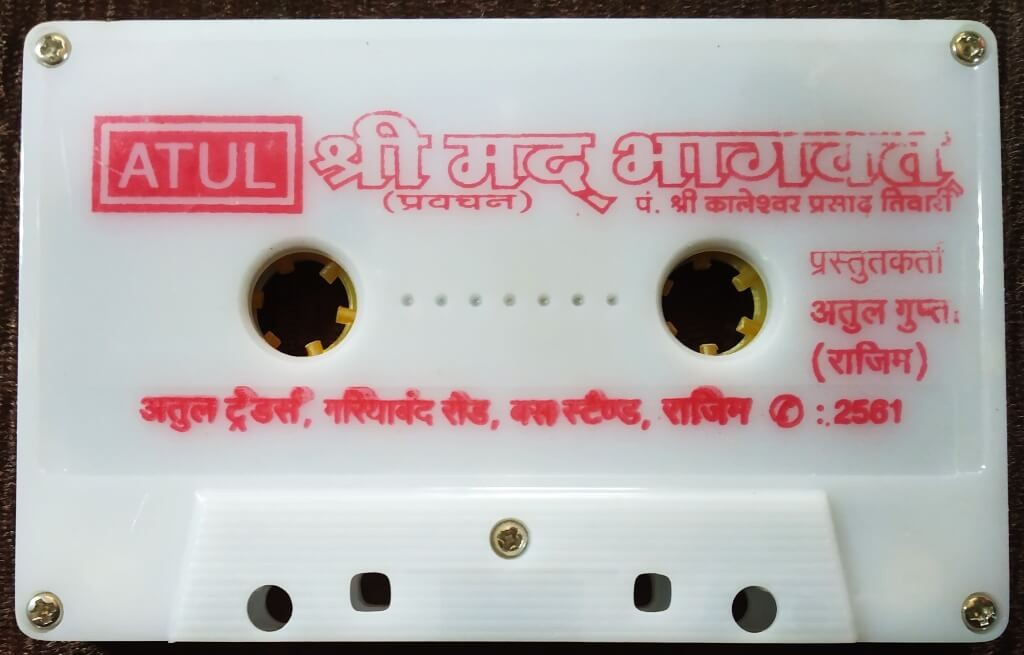 ATUL श्री मद् भागवत्
(प्रवचन) पं. श्री कालेश्वर प्रसाद तिवारी
प्रस्तुतकर्ता
अतुल गुप्ता
(राजिम)
अतुल ट्रेडर्स, गरियाबंद रोड, बस स्टैण्ड, राजिम ✆ : 2561